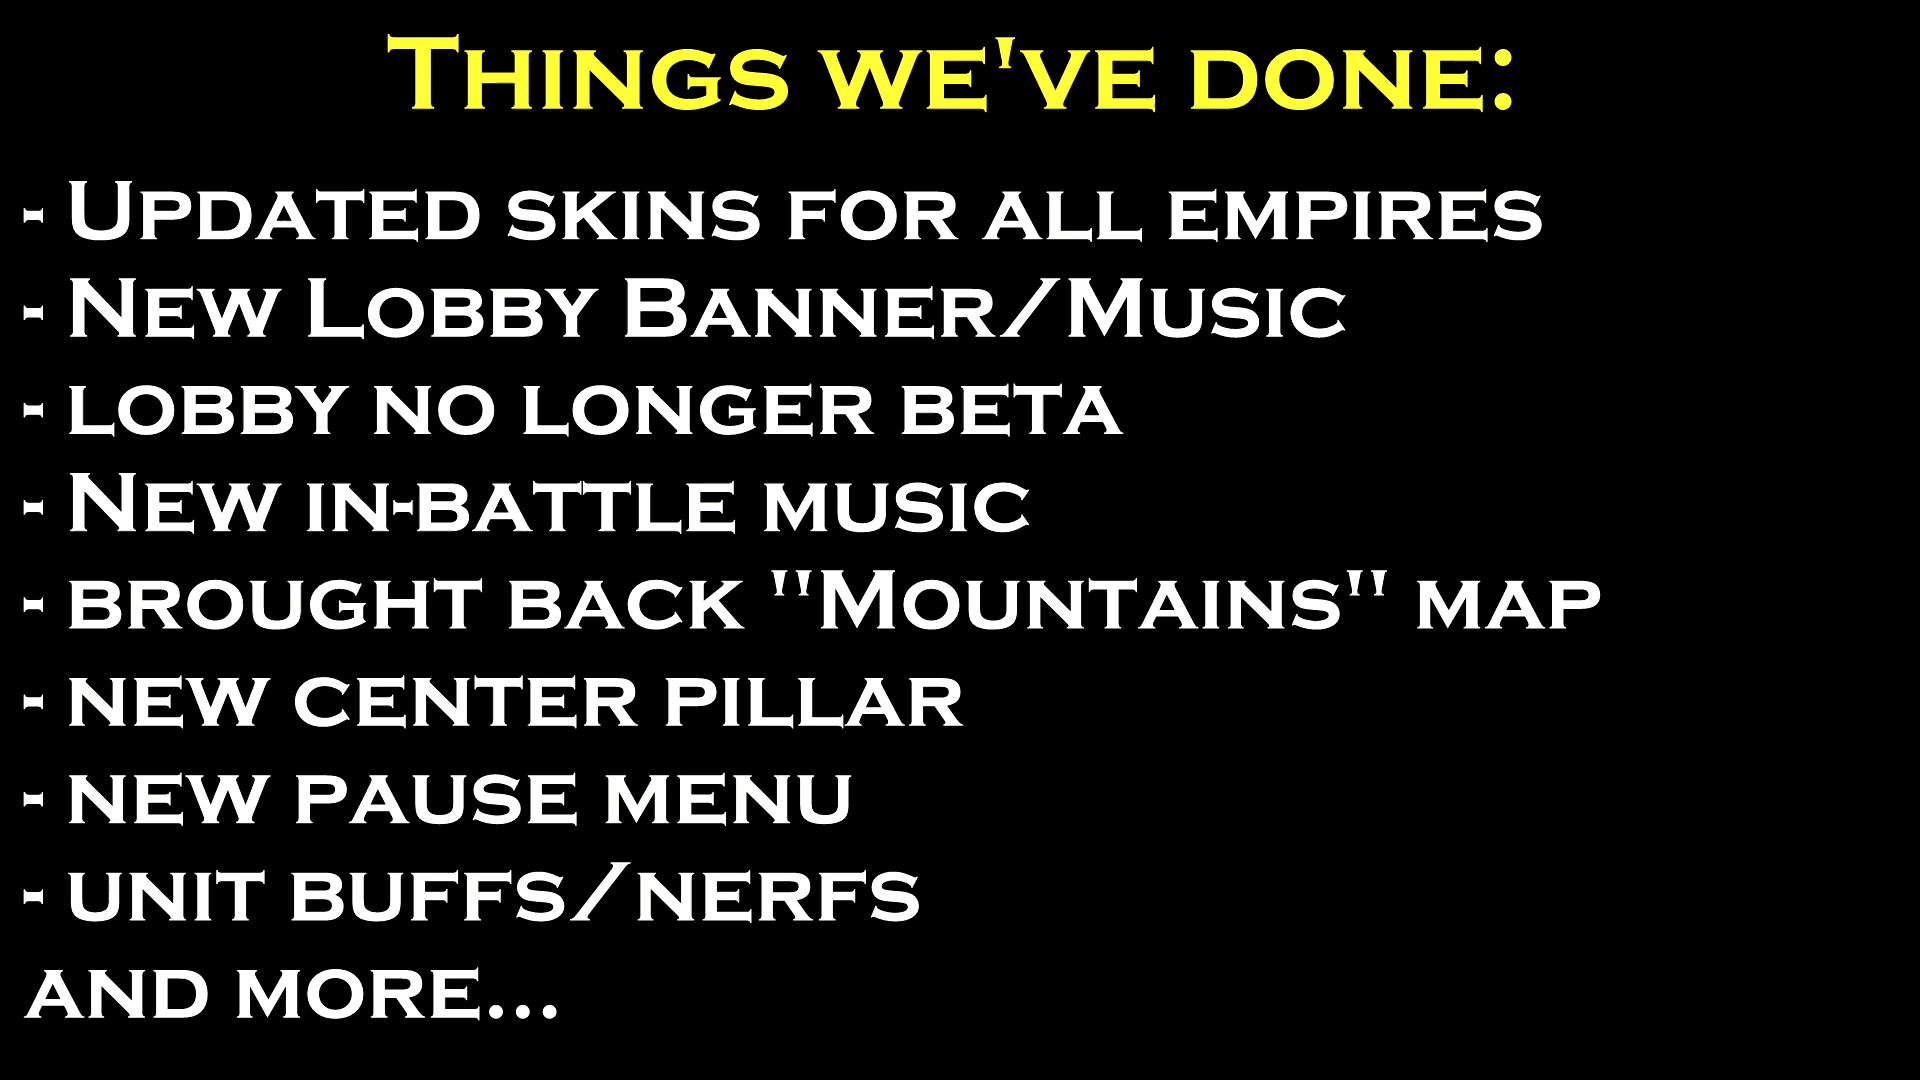 Things we've done:
- Updated skins for all empires
- New Lobby Banner/Music
- lobby no longer beta
- New in-battle music
- brought back "Mountains" map
- new center pillar
- new pause menu
- unit buffs/nerfs
and more...